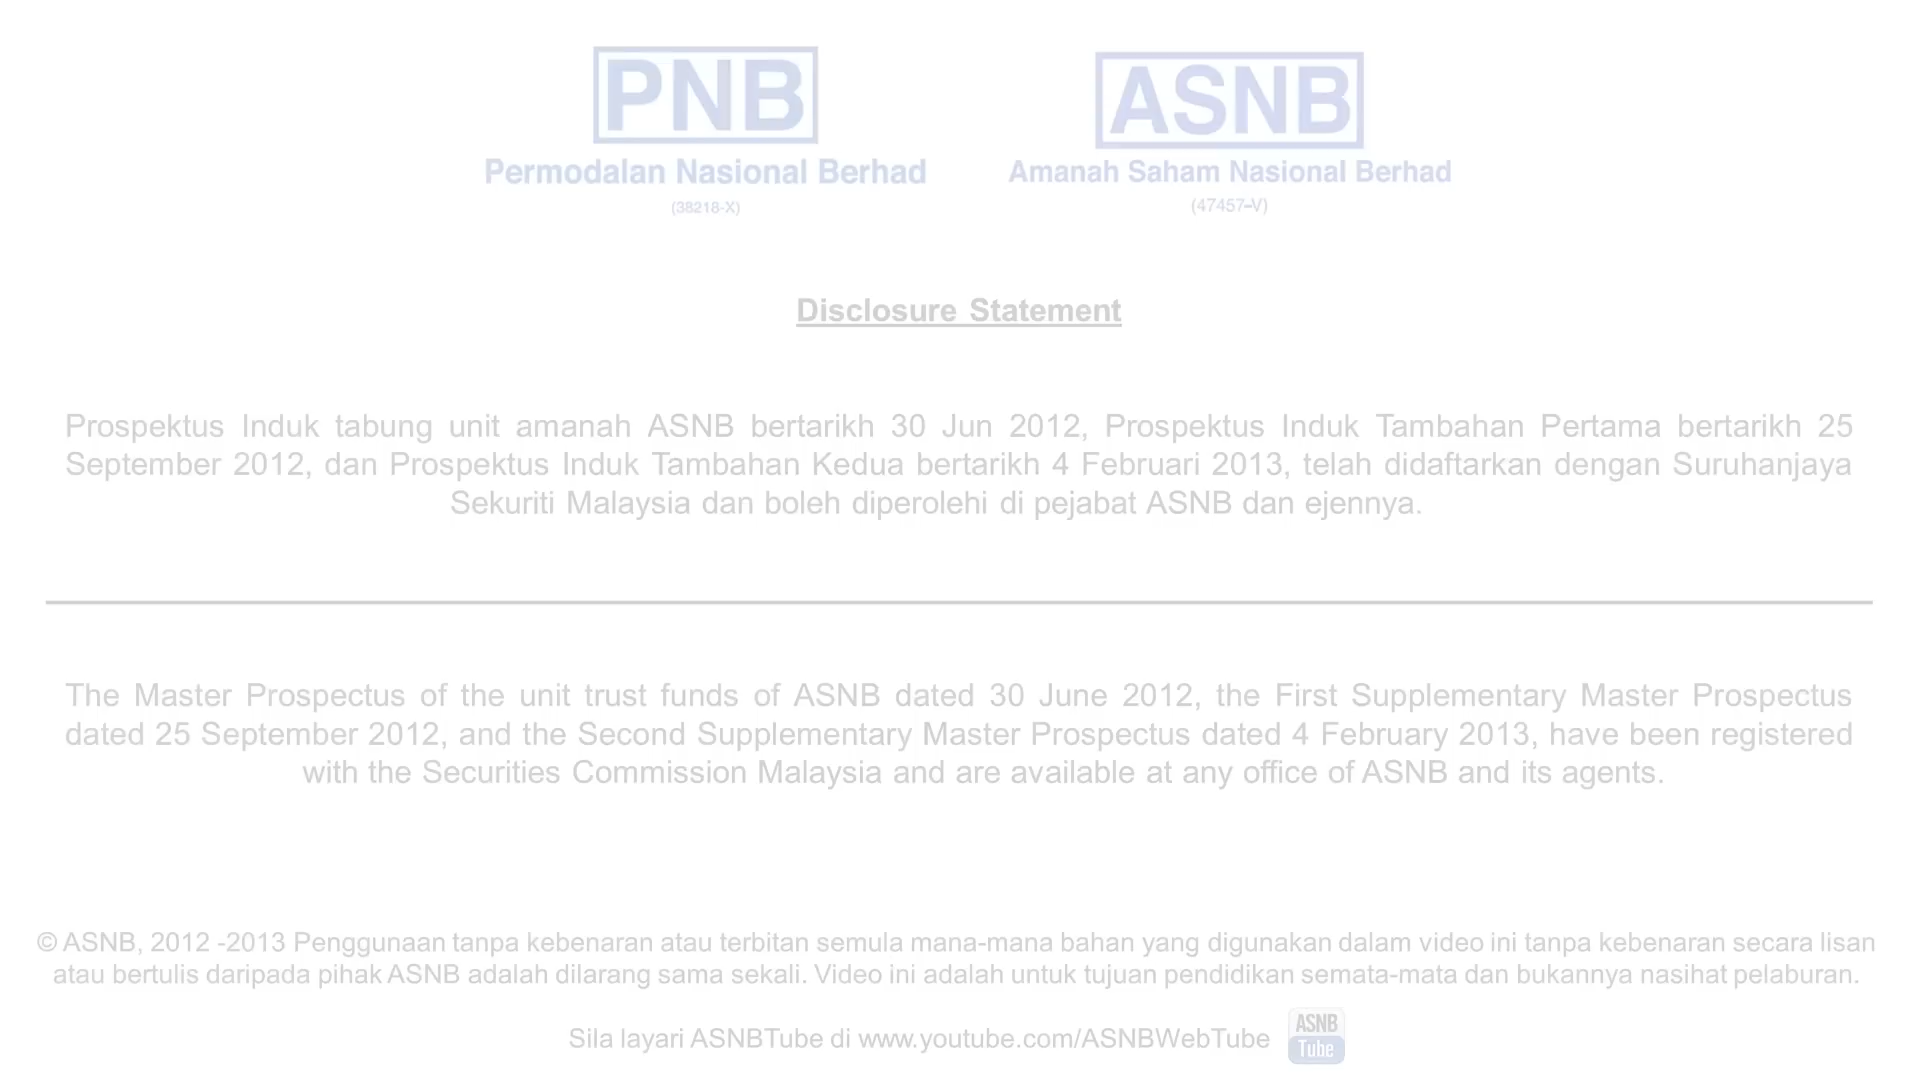 PNB
Permodalan Nasional Berhad
(38218-X)
ASNB
Amanah Saham Nasional Berhad
(47457-V)
Disclosure Statement
Prospektus Induk tabung unit amanah ASNB bertarikh 30 Jun 2012, Prospektus Induk Tambahan Pertama bertarikh 25
September 2012, dan Prospektus Induk Tambahan Kedua bertarikh 4 Februari 2013, telah didaftarkan dengan Suruhanjaya
Sekuriti Malaysia dan boleh diperolehi di pejabat ASNB dan ejennya.
The Master Prospectus of the unit trust funds of ASNB dated 30 June 2012, the First Supplementary Master Prospectus
dated 25 September 2012, and the Second Supplementary Master Prospectus dated 4 February 2013, have been registered
with the Securities Commission Malaysia and are available at any office of ASNB and its agents.
© ASNB, 2012 -2013 Penggunaan tanpa kebenaran atau terbitan semula mana-mana bahan yang digunakan dalam video ini tanpa kebenaran secara lisan
atau bertulis daripada pihak ASNB adalah dilarang sama sekali. Video ini adalah untuk tujuan pendidikan semata-mata dan bukannya nasihat pelaburan.
Sila layari ASNBTube di www.youtube.com/ASNBWebTube
ASNB
Tube